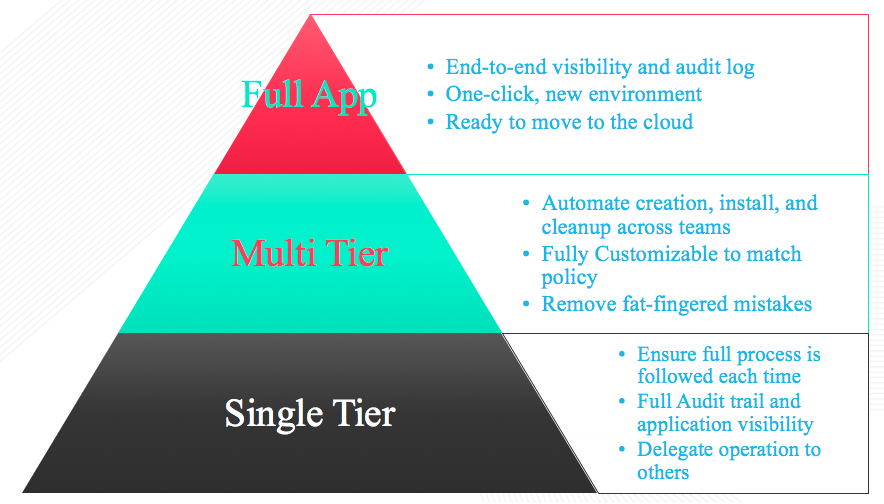 Full App
• End-to-end visibility and audit log
• One-click, new environment
• Ready to move to the cloud
Multi Tier
• Automate creation, install, and
cleanup across teams
• Fully Customizable to match
policy
• Remove fat-fingered mistakes
Single Tier
• Ensure full process is
followed each time
• Full Audit trail and
application visibility
• Delegate operation to
others